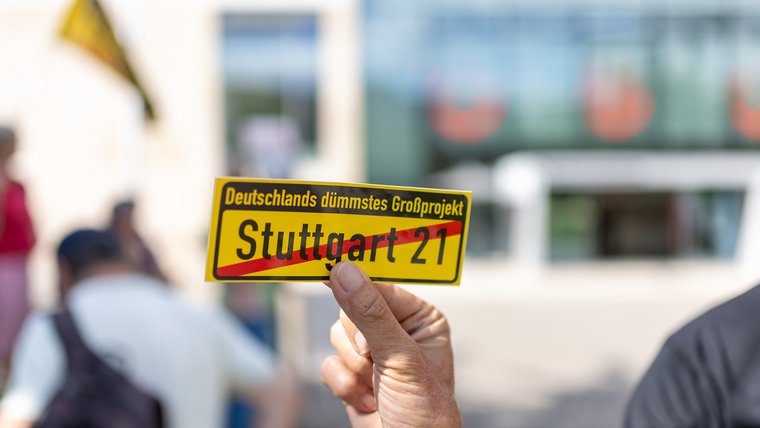 Deutschlands dümmstes Großprojekt
Stuttgart 21